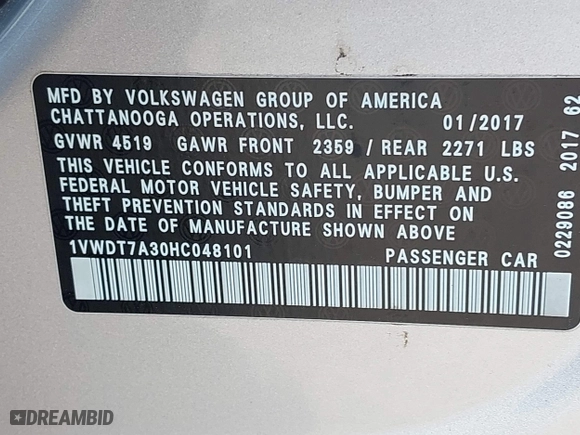 MFD BY VOLKSWAGEN GROUP OF AMERICA
CHATTANOOGA OPERATIONS, LLC. 01/2017
GVWR 4519 GAWR FRONT 2359 / REAR 2271 LBS
THIS VEHICLE CONFORMS TO ALL APPLICABLE U.S.
FEDERAL MOTOR VEHICLE SAFETY, BUMPER AND
THEFT PREVENTION STANDARDS IN EFFECT ON
THE DATE OF MANUFACTURE SHOWN ABOVE
1VWDT7A30HC048101 PASSENGER CAR
0229086 2017 62
DREAMBID